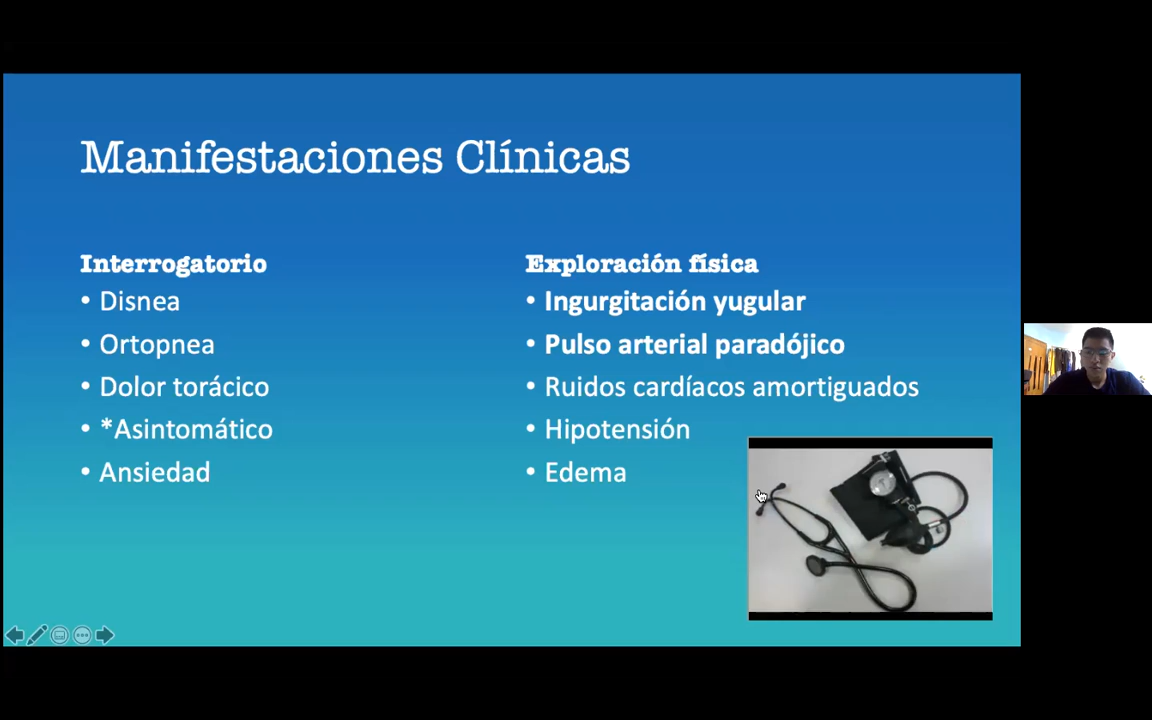 Manifestaciones Clínicas
Interrogatorio
• Disnea
• Ortopnea
• Dolor torácico
• *Asintomático
• Ansiedad
Exploración física
• Ingurgitación yugular
• Pulso arterial paradójico
• Ruidos cardíacos amortiguados
• Hipotensión
• Edema